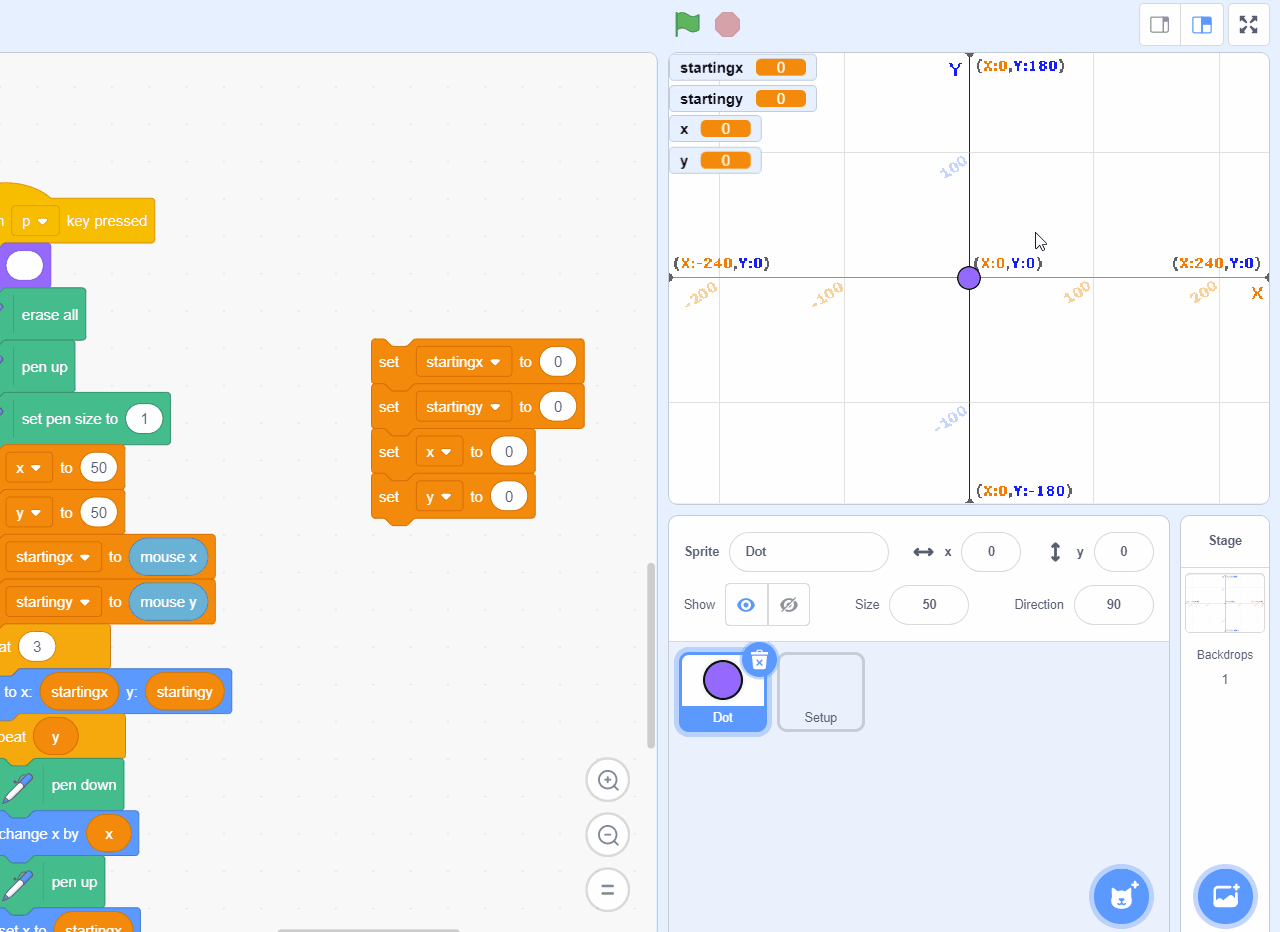 p key pressed
erase all
pen up
set pen size to 1
x to 50
y to 50
startingx to mouse x
startingy to mouse y
3
to x: startingx y: startingy
y
pen down
change x by x
pen up
set x to startingx
set startingx to 0
set startingy to 0
set x to 0
set y to 0
startingx 0
startingy 0
x 0
y 0
Y
(X:0,Y:180)
100
(X:-240,Y:0)
(X:0,Y:0)
(X:240,Y:0)
-200
-100
100
200
X
-100
(X:0,Y:-180)
Sprite Dot x 0 y 0
Show Size 50 Direction 90
Dot
Setup
Stage
Backdrops
1